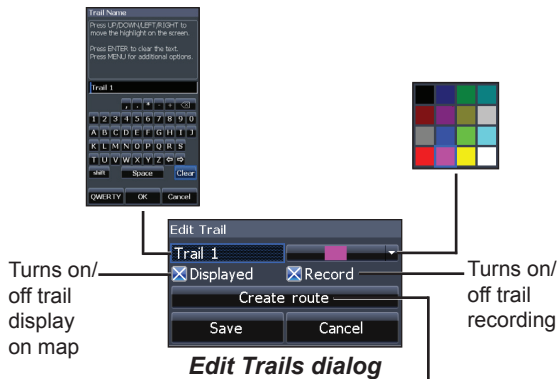 Trail Name
Press UP/DOWN/LEFT/RIGHT to
move the highlight on the screen.
Press ENTER to clear the text.
Press MENU for additional options.
Trail 1
, . * - +
1 2 3 4 5 6 7 8 9 0
A B C D E F G H I J
K L M N O P Q R S
T U V W X Y Z
shift Space Clear
QWERTY OK Cancel
Edit Trail
Trail 1
Displayed Record
Create route
Save Cancel
Turns on/
off trail
display
on map
Turns on/
off trail
recording
Edit Trails dialog